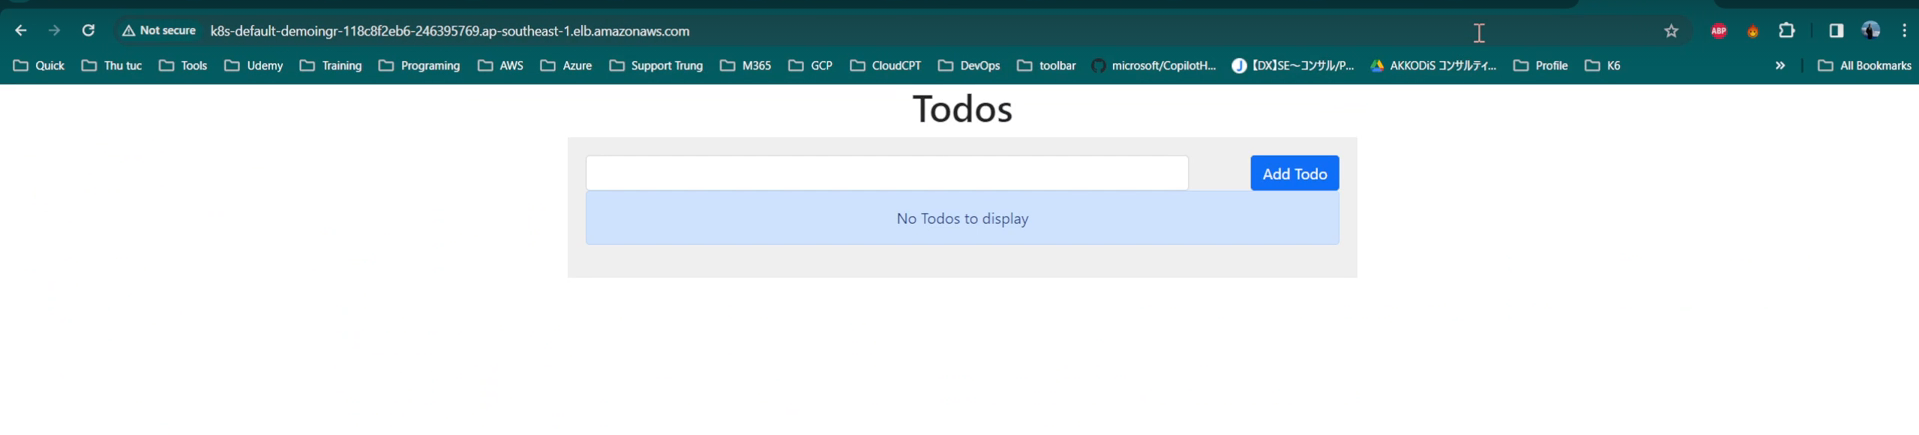 Not secure k8s-default-demoingr-118c8f2eb6-246395769.ap-southeast-1.elb.amazonaws.com ABP
Quick Thu tuc Tools Udemy Training Programing AWS Azure Support Trung M365 GCP CloudCPT DevOps toolbar microsoft/CopilotH... J 【DX】SE～コンサル/P... AKKODiS コンサルティ... Profile K6 » All Bookmarks
Todos
Add Todo
No Todos to display